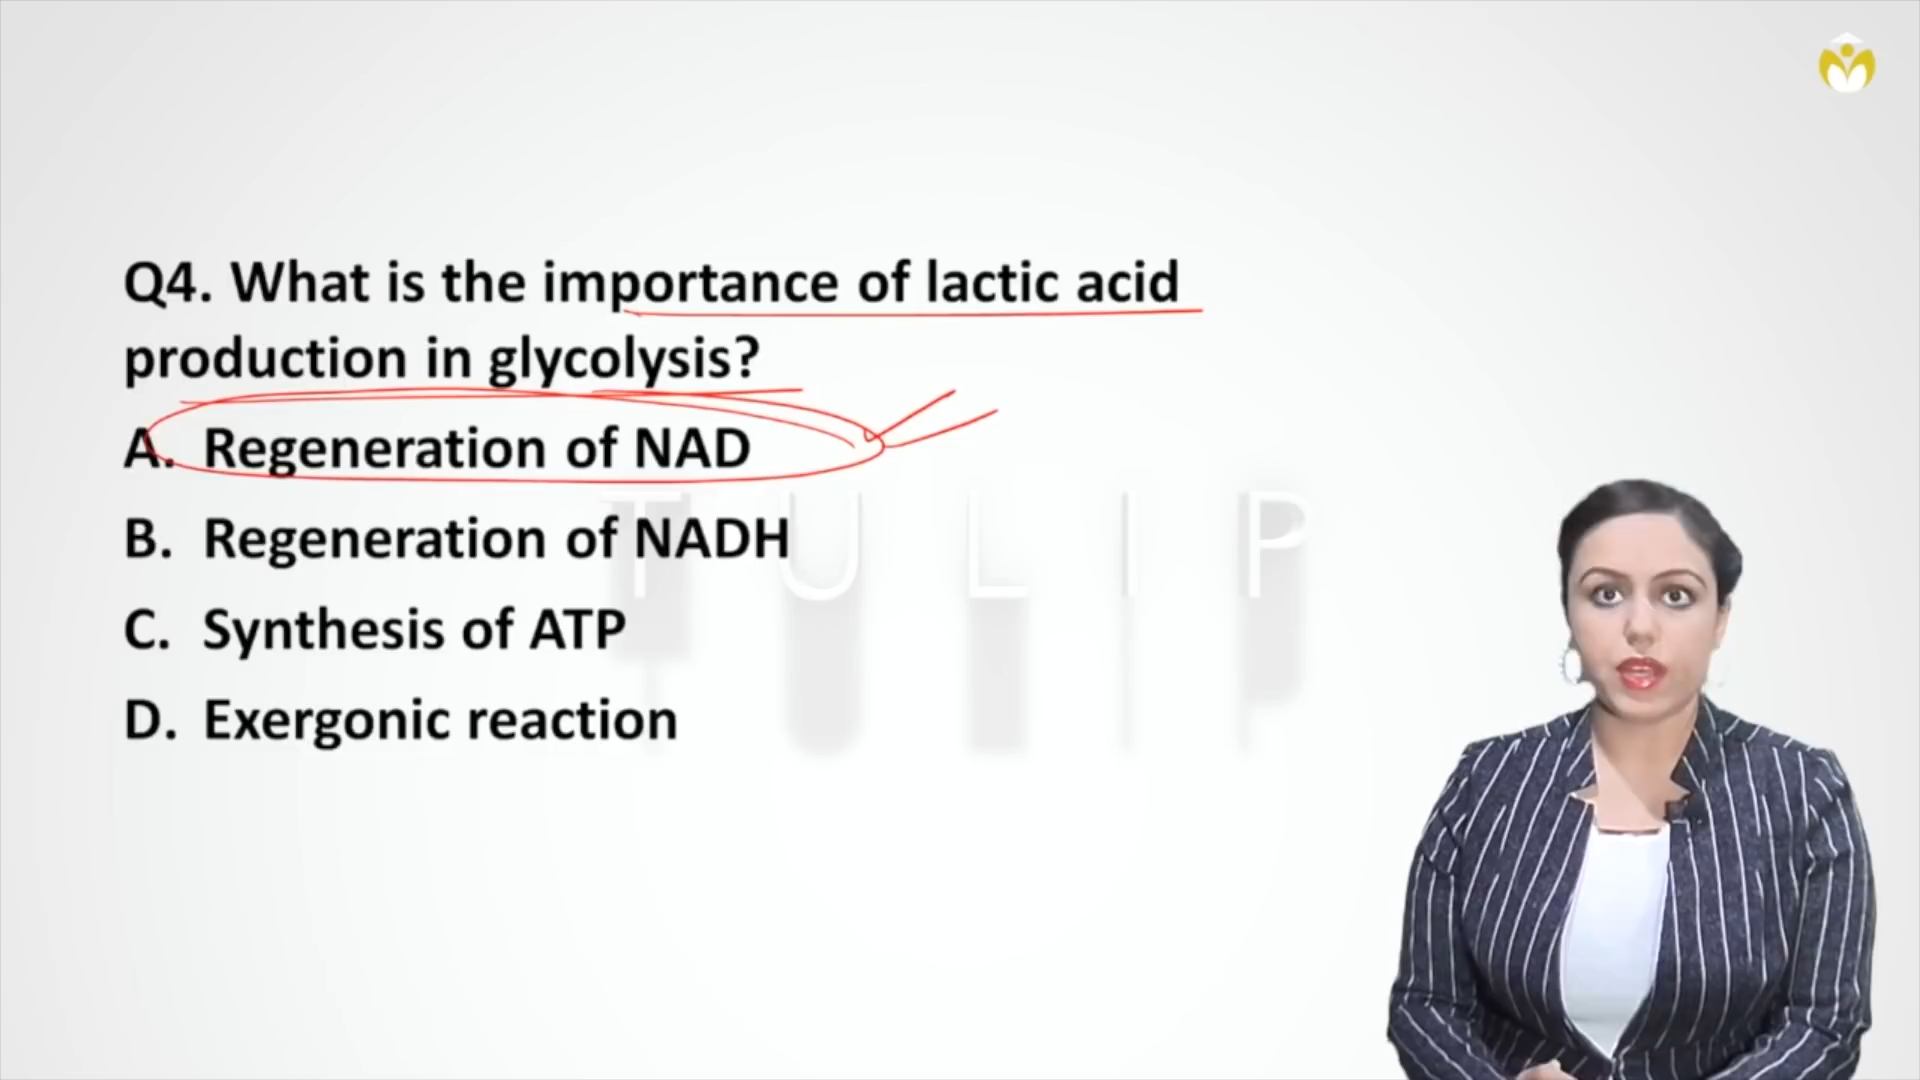 Q4. What is the importance of lactic acid
production in glycolysis?
A. Regeneration of NAD
B. Regeneration of NADH
C. Synthesis of ATP
D. Exergonic reaction
TULIP